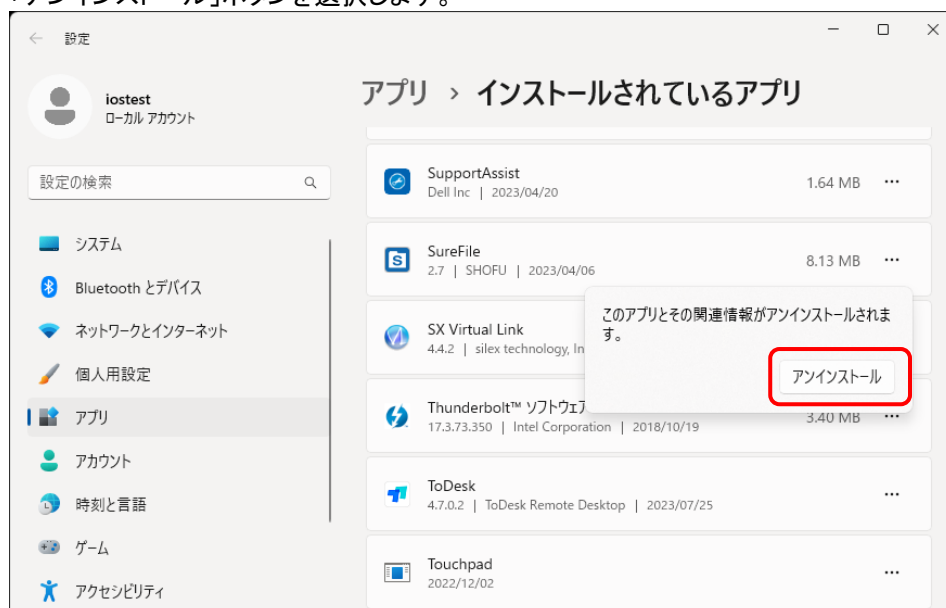 「アンインストール」ボタンを選択します。
設定
iostest
ローカル アカウント
設定の検索
システム
Bluetooth とデバイス
ネットワークとインターネット
個人用設定
アプリ
アカウント
時刻と言語
ゲーム
アクセシビリティ
アプリ › インストールされているアプリ
SupportAssist
Dell Inc | 2023/04/20
1.64 MB
SureFile
2.7 | SHOFU | 2023/04/06
8.13 MB
SX Virtual Link
4.4.2 | silex technology, In
このアプリとその関連情報がアンインストールされま
す。
アンインストール
Thunderbolt™ ソフトウェア
17.3.73.350 | Intel Corporation | 2018/10/19
3.40 MB
ToDesk
4.7.0.2 | ToDesk Remote Desktop | 2023/07/25
Touchpad
2022/12/02